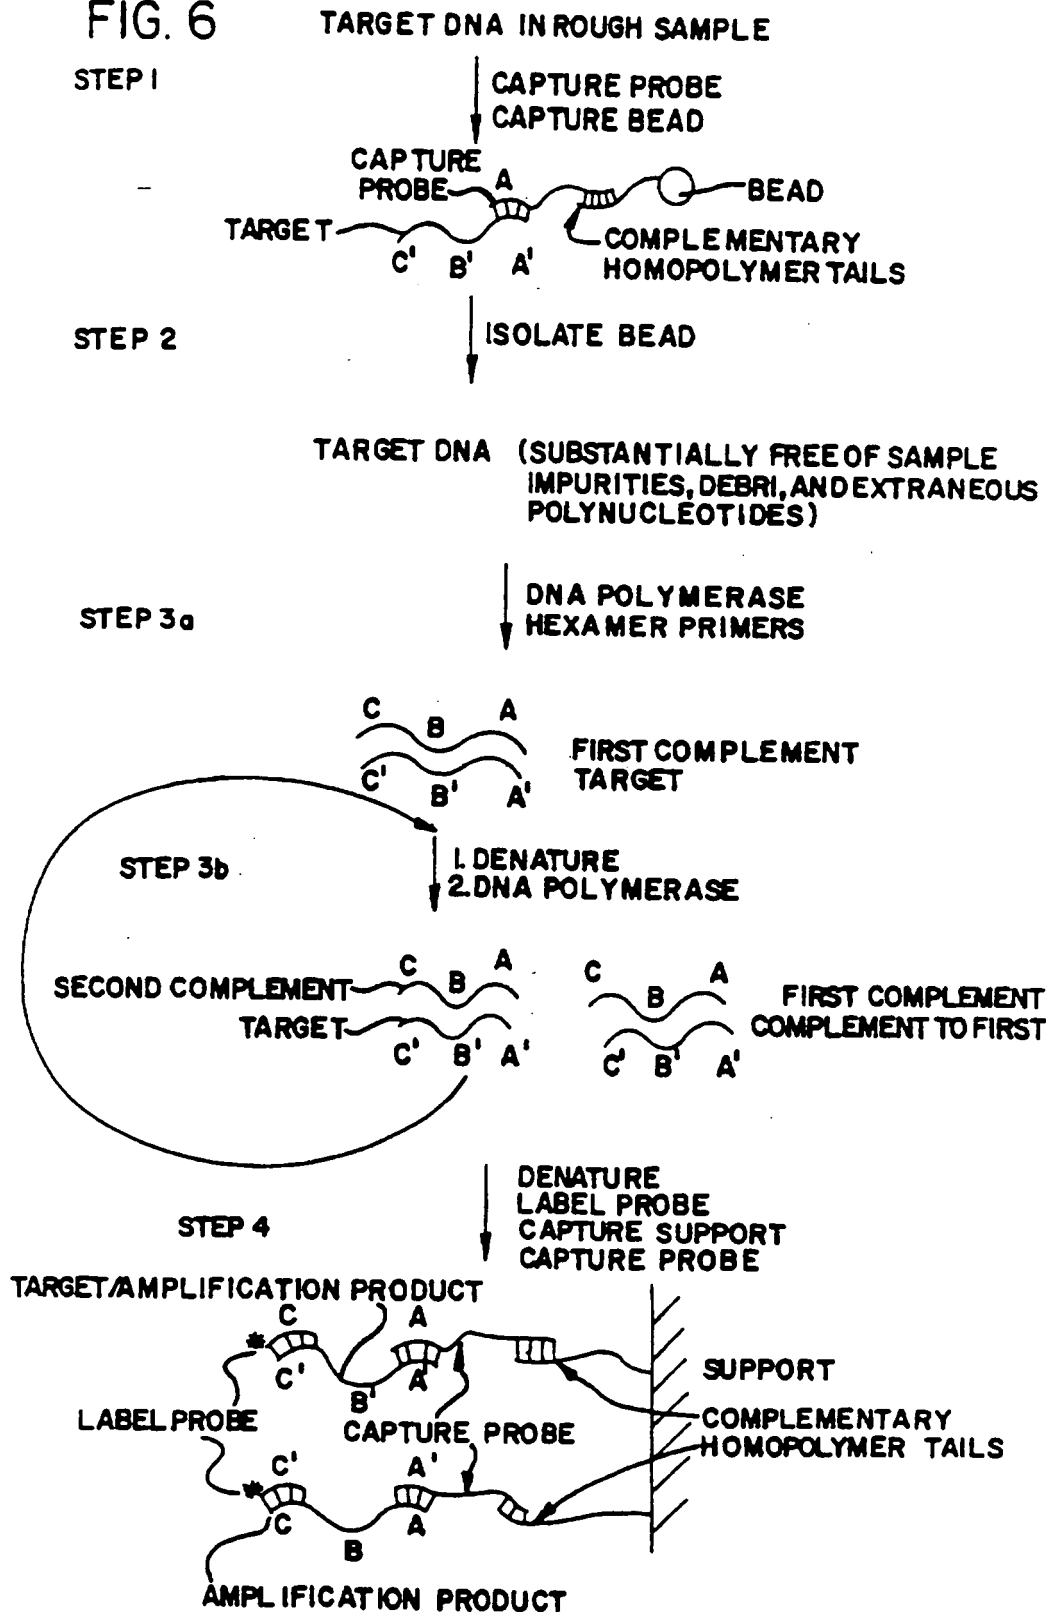 FIG. 6
TARGET DNA IN ROUGH SAMPLE
STEP 1
CAPTURE PROBE
CAPTURE BEAD
CAPTURE
PROBE
A
BEAD
TARGET
C' B' A'
COMPLEMENTARY
HOMOPOLYMER TAILS
STEP 2
ISOLATE BEAD
TARGET DNA (SUBSTANTIALLY FREE OF SAMPLE
IMPURITIES, DEBRI, AND EXTRANEOUS
POLYNUCLEOTIDES)
STEP 3a
DNA POLYMERASE
HEXAMER PRIMERS
C B A
FIRST COMPLEMENT
TARGET
C' B' A'
STEP 3b
1. DENATURE
2. DNA POLYMERASE
C B A
C B A
SECOND COMPLEMENT
FIRST COMPLEMENT
TARGET
COMPLEMENT TO FIRST
C' B' A'
C' B' A'
STEP 4
DENATURE
LABEL PROBE
CAPTURE SUPPORT
CAPTURE PROBE
TARGET/AMPLIFICATION PRODUCT
C A
*
C' B' A'
SUPPORT
LABEL PROBE
CAPTURE PROBE
COMPLEMENTARY
HOMOPOLYMER TAILS
C' A'
*
C B A
AMPLIFICATION PRODUCT